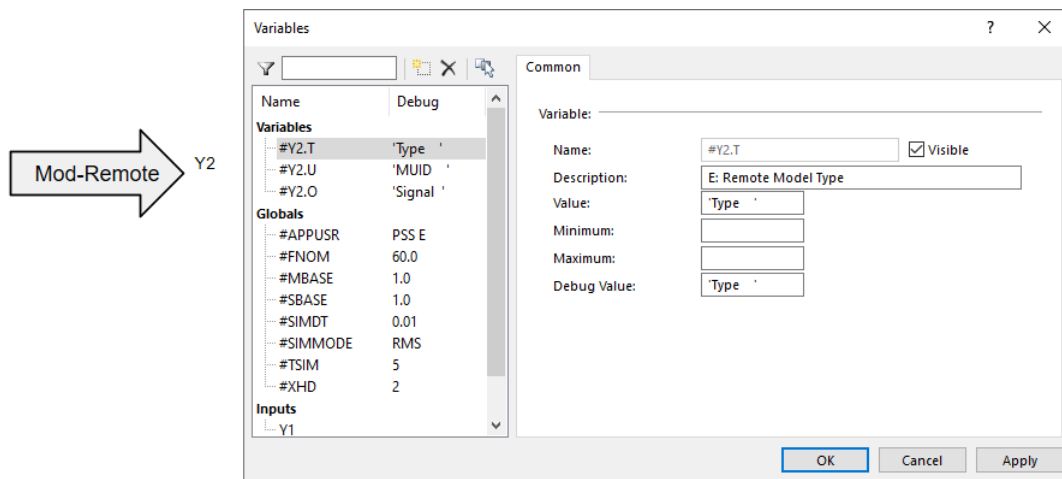 Mod-Remote
Y2
Variables
?
Common
Name Debug
Variables
#Y2.T 'Type    '
#Y2.U 'MUID    '
#Y2.O 'Signal  '
Globals
#APPUSR PSS E
#FNOM 60.0
#MBASE 1.0
#SBASE 1.0
#SIMDT 0.01
#SIMMODE RMS
#TSIM 5
#XHD 2
Inputs
Y1
Variable:
Name: #Y2.T Visible
Description: E: Remote Model Type
Value: 'Type    '
Minimum:
Maximum:
Debug Value: 'Type    '
OK Cancel Apply